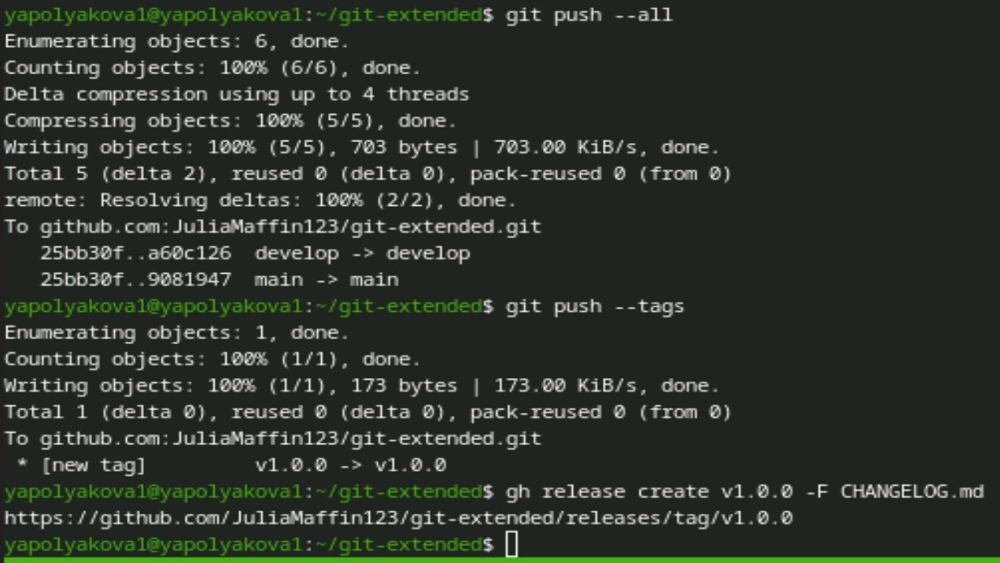 yapolyakova1@yapolyakova1:~/git-extended$ git push --all
Enumerating objects: 6, done.
Counting objects: 100% (6/6), done.
Delta compression using up to 4 threads
Compressing objects: 100% (5/5), done.
Writing objects: 100% (5/5), 703 bytes | 703.00 KiB/s, done.
Total 5 (delta 2), reused 0 (delta 0), pack-reused 0 (from 0)
remote: Resolving deltas: 100% (2/2), done.
To github.com:JuliaMaffin123/git-extended.git
   25bb30f..a60c126  develop -> develop
   25bb30f..9081947  main -> main
yapolyakova1@yapolyakova1:~/git-extended$ git push --tags
Enumerating objects: 1, done.
Counting objects: 100% (1/1), done.
Writing objects: 100% (1/1), 173 bytes | 173.00 KiB/s, done.
Total 1 (delta 0), reused 0 (delta 0), pack-reused 0 (from 0)
To github.com:JuliaMaffin123/git-extended.git
 * [new tag]         v1.0.0 -> v1.0.0
yapolyakova1@yapolyakova1:~/git-extended$ gh release create v1.0.0 -F CHANGELOG.md
https://github.com/JuliaMaffin123/git-extended/releases/tag/v1.0.0
yapolyakova1@yapolyakova1:~/git-extended$